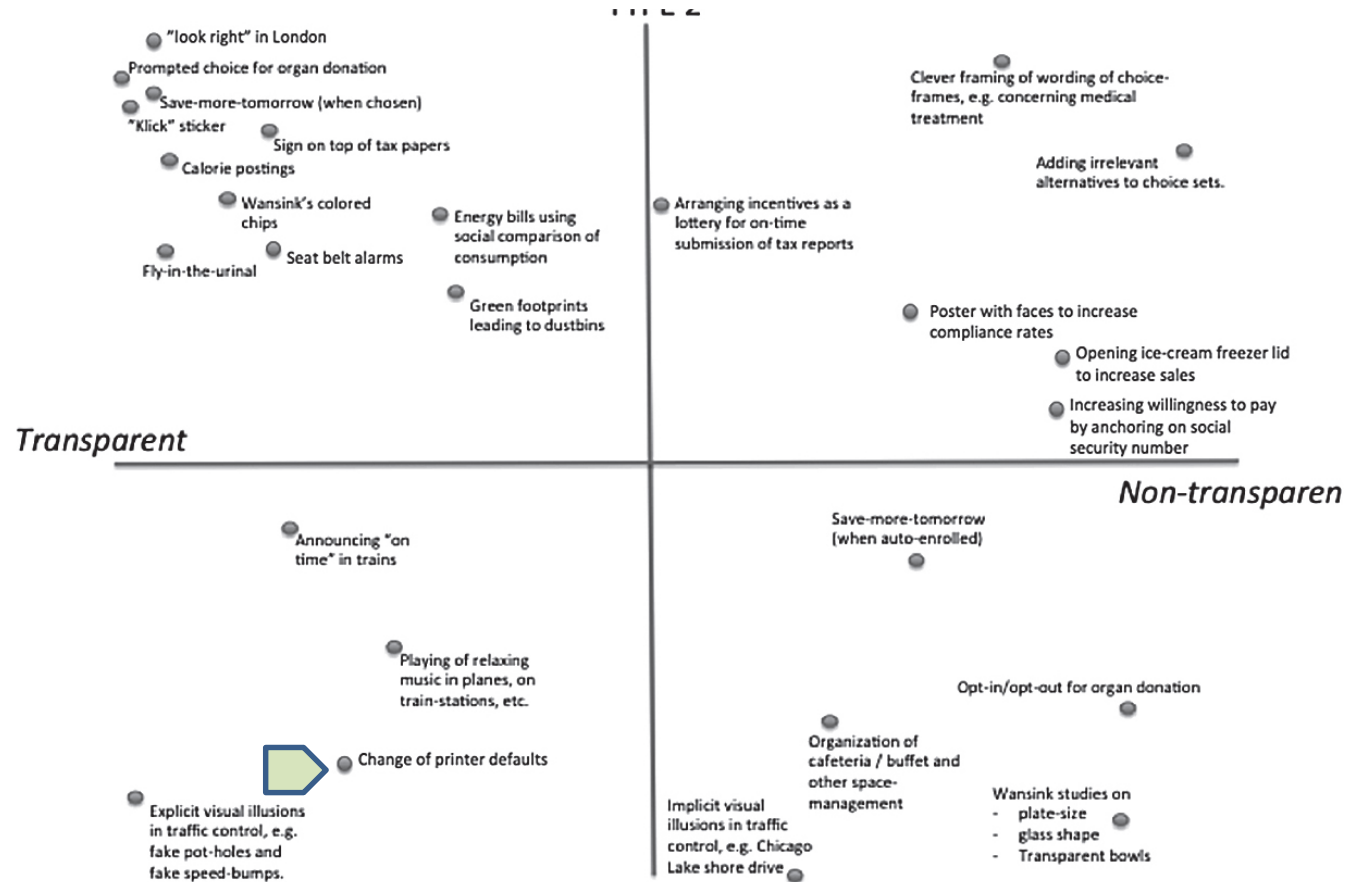 "look right" in London
Prompted choice for organ donation
Save-more-tomorrow (when chosen)
"Klick" sticker
Sign on top of tax papers
Calorie postings
Wansink's colored
chips
Energy bills using
social comparison of
consumption
Seat belt alarms
Fly-in-the-urinal
Green footprints
leading to dustbins
Clever framing of wording of choice-
frames, e.g. concerning medical
treatment
Adding irrelevant
alternatives to choice sets.
Arranging incentives as a
lottery for on-time
submission of tax reports
Poster with faces to increase
compliance rates
Opening ice-cream freezer lid
to increase sales
Increasing willingness to pay
by anchoring on social
security number
Transparent
Non-transparen
Announcing "on
time" in trains
Playing of relaxing
music in planes, on
train-stations, etc.
Change of printer defaults
Explicit visual illusions
in traffic control, e.g.
fake pot-holes and
fake speed-bumps.
Save-more-tomorrow
(when auto-enrolled)
Opt-in/opt-out for organ donation
Organization of
cafeteria / buffet and
other space-
management
Implicit visual
illusions in traffic
control, e.g. Chicago
Lake shore drive
Wansink studies on
- plate-size
- glass shape
- Transparent bowls